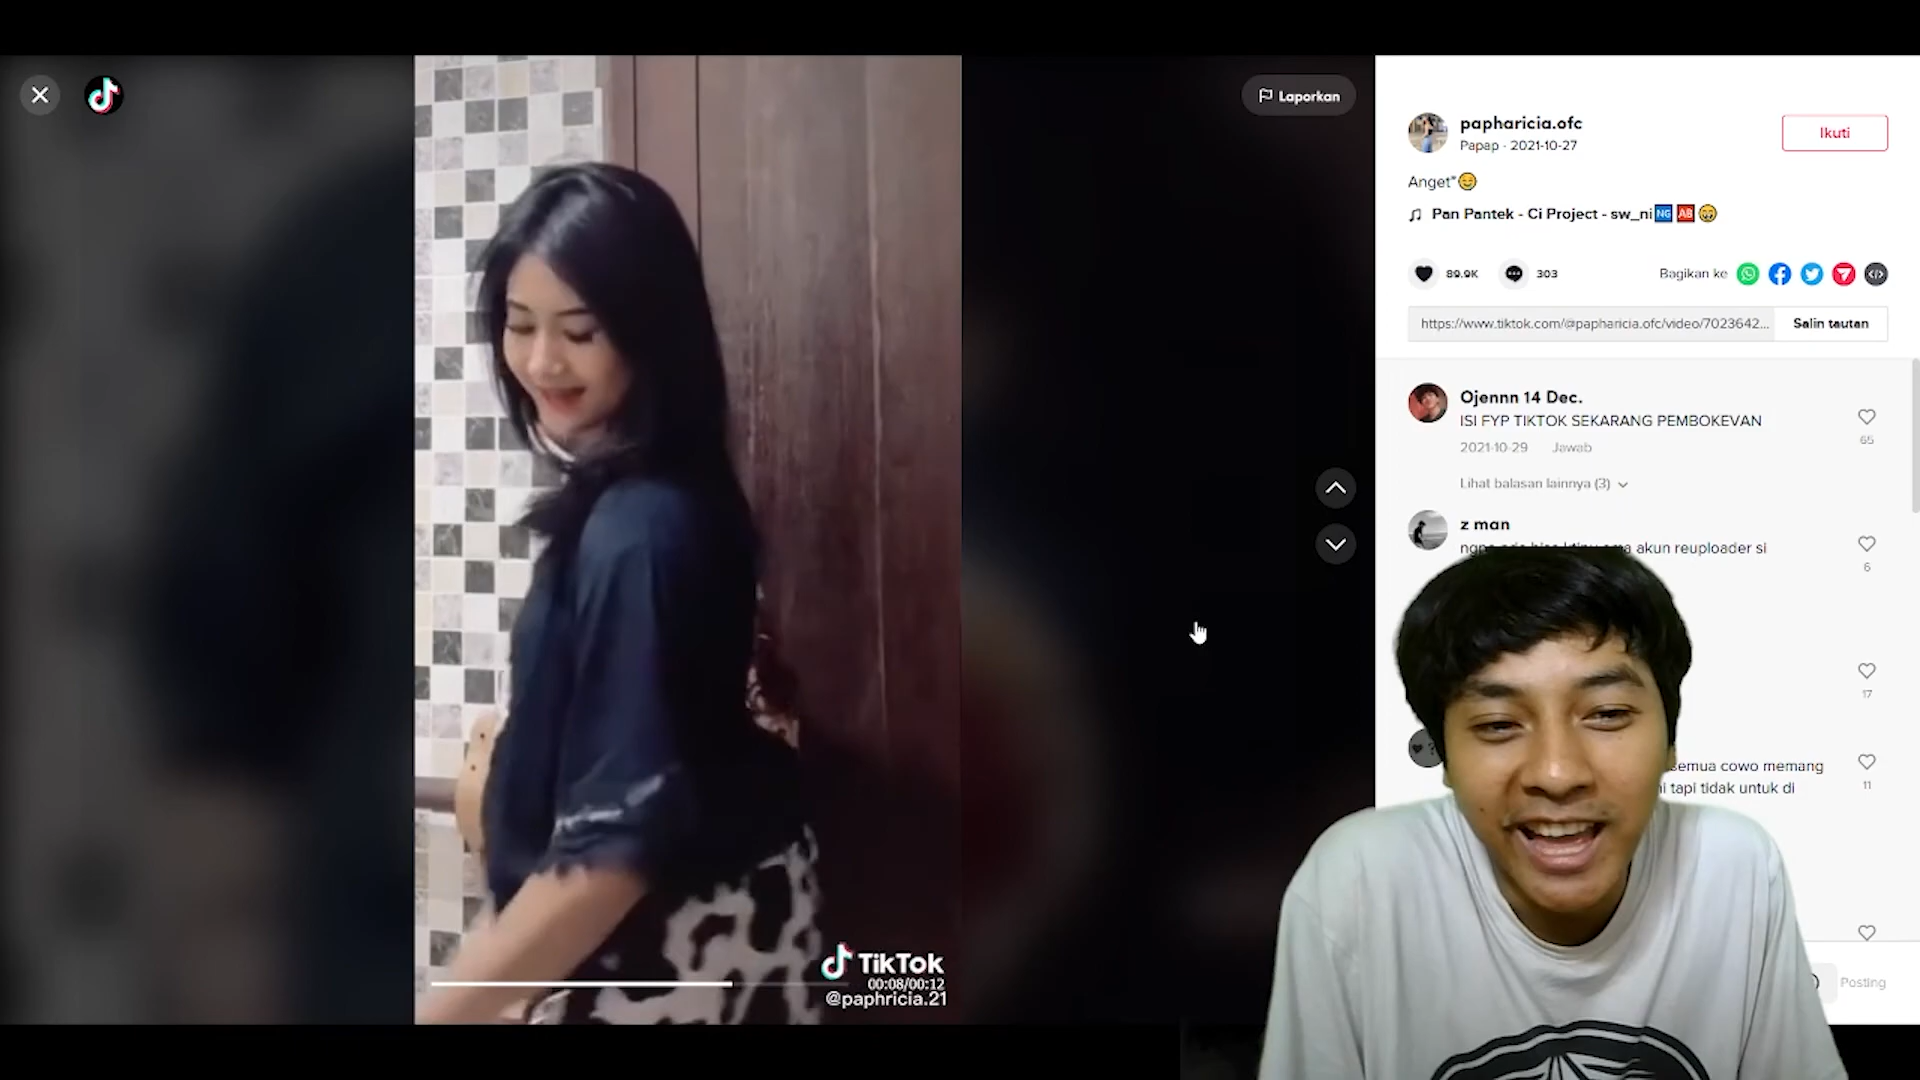 Laporkan
papharicia.ofc
Papap · 2021-10-27
Ikuti
Anget"😊
Pan Pantek - Ci Project - sw_ni🆖🆎😁
89.9K
303
Bagikan ke
https://www.tiktok.com/@papharicia.ofc/video/7023642...
Salin tautan
Ojennn 14 Dec.
ISI FYP TIKTOK SEKARANG PEMBOKEVAN
65
2021-10-29 Jawab
Lihat balasan lainnya (3)
z man
akun reuploader si
6
17
semua cowo memang
tapi tidak untuk di
11
TikTok
00:08/00:12
@paphricia.21
Posting